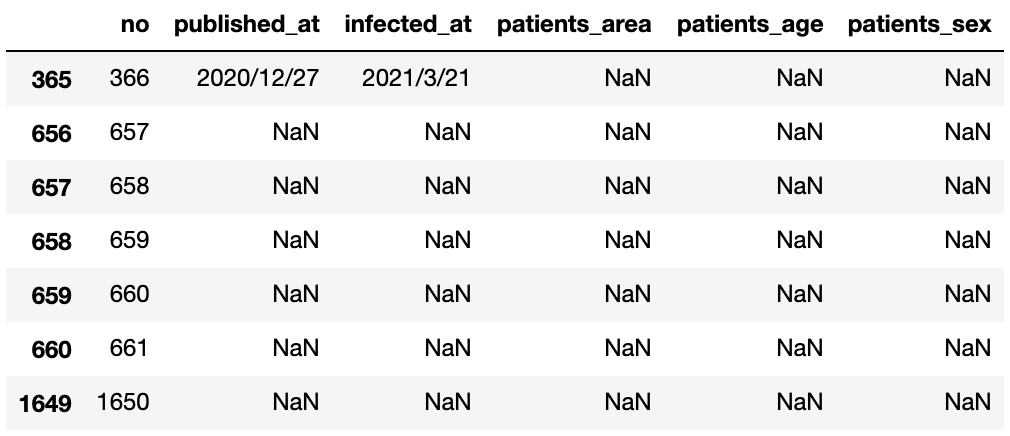 no published_at infected_at patients_area patients_age patients_sex
365 366 2020/12/27 2021/3/21 NaN NaN NaN
656 657 NaN NaN NaN NaN NaN
657 658 NaN NaN NaN NaN NaN
658 659 NaN NaN NaN NaN NaN
659 660 NaN NaN NaN NaN NaN
660 661 NaN NaN NaN NaN NaN
1649 1650 NaN NaN NaN NaN NaN